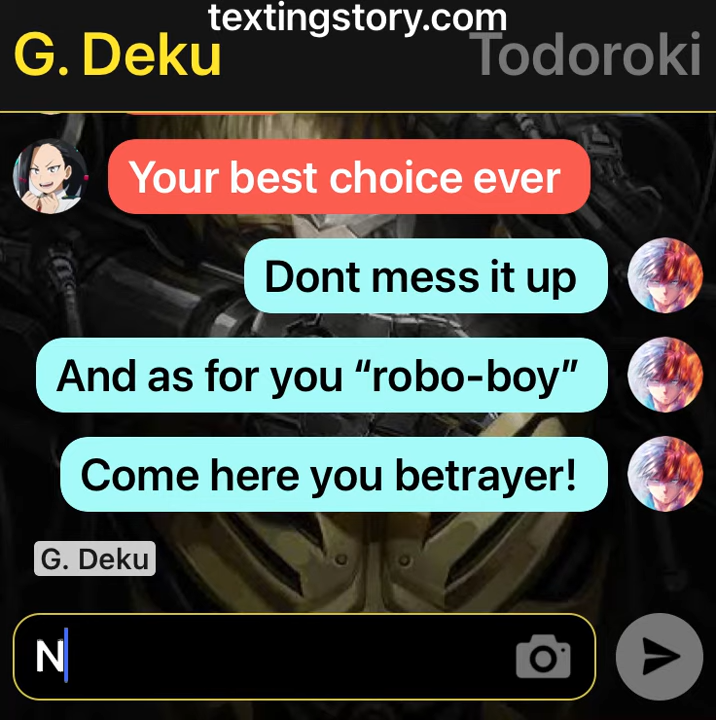 textingstory.com
G. Deku
Todoroki
Your best choice ever
Dont mess it up
And as for you “robo-boy”
Come here you betrayer!
G. Deku
N